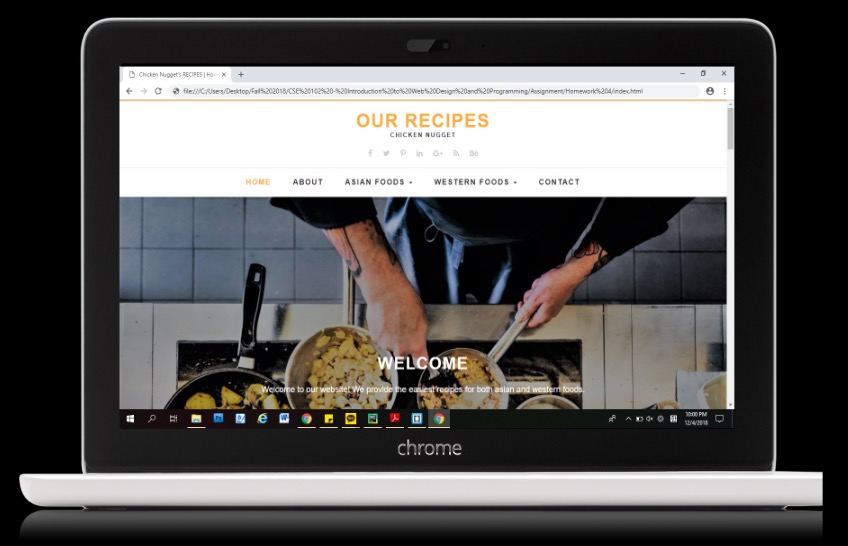 Chicken Nugget's RECIPES | Hom
file:///C:/Users/Desktop/Fall%202018/CSE%20102%20-%20Introduction%20to%20Web%20Design%20and%20Programming/Assignment/Homework%204/index.html
OUR RECIPES
CHICKEN NUGGET
HOME ABOUT ASIAN FOODS WESTERN FOODS CONTACT
WELCOME
Welcome to our website! We provide the easiest recipes for both asian and western foods.
10:00 PM
12/4/2018
chrome